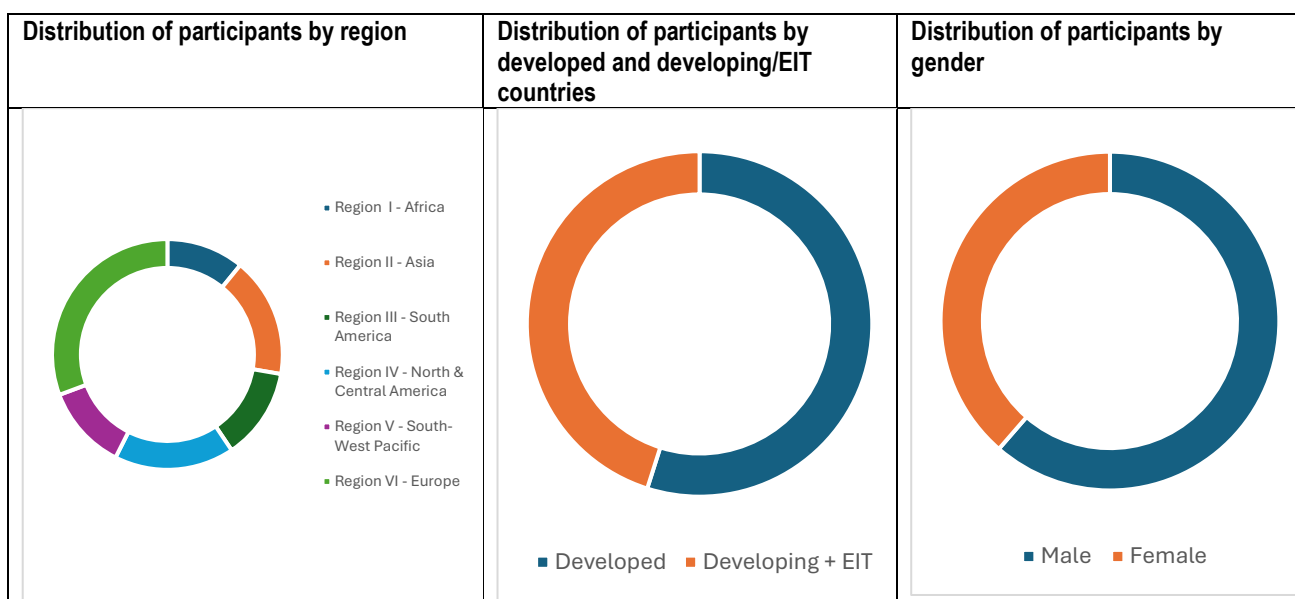 Distribution of participants by region
Distribution of participants by
developed and developing/EIT
countries
Distribution of participants by
gender
Region I - Africa
Region II - Asia
Region III - South
America
Region IV - North &
Central America
Region V - South-
West Pacific
Region VI - Europe
Developed
Developing + EIT
Male
Female